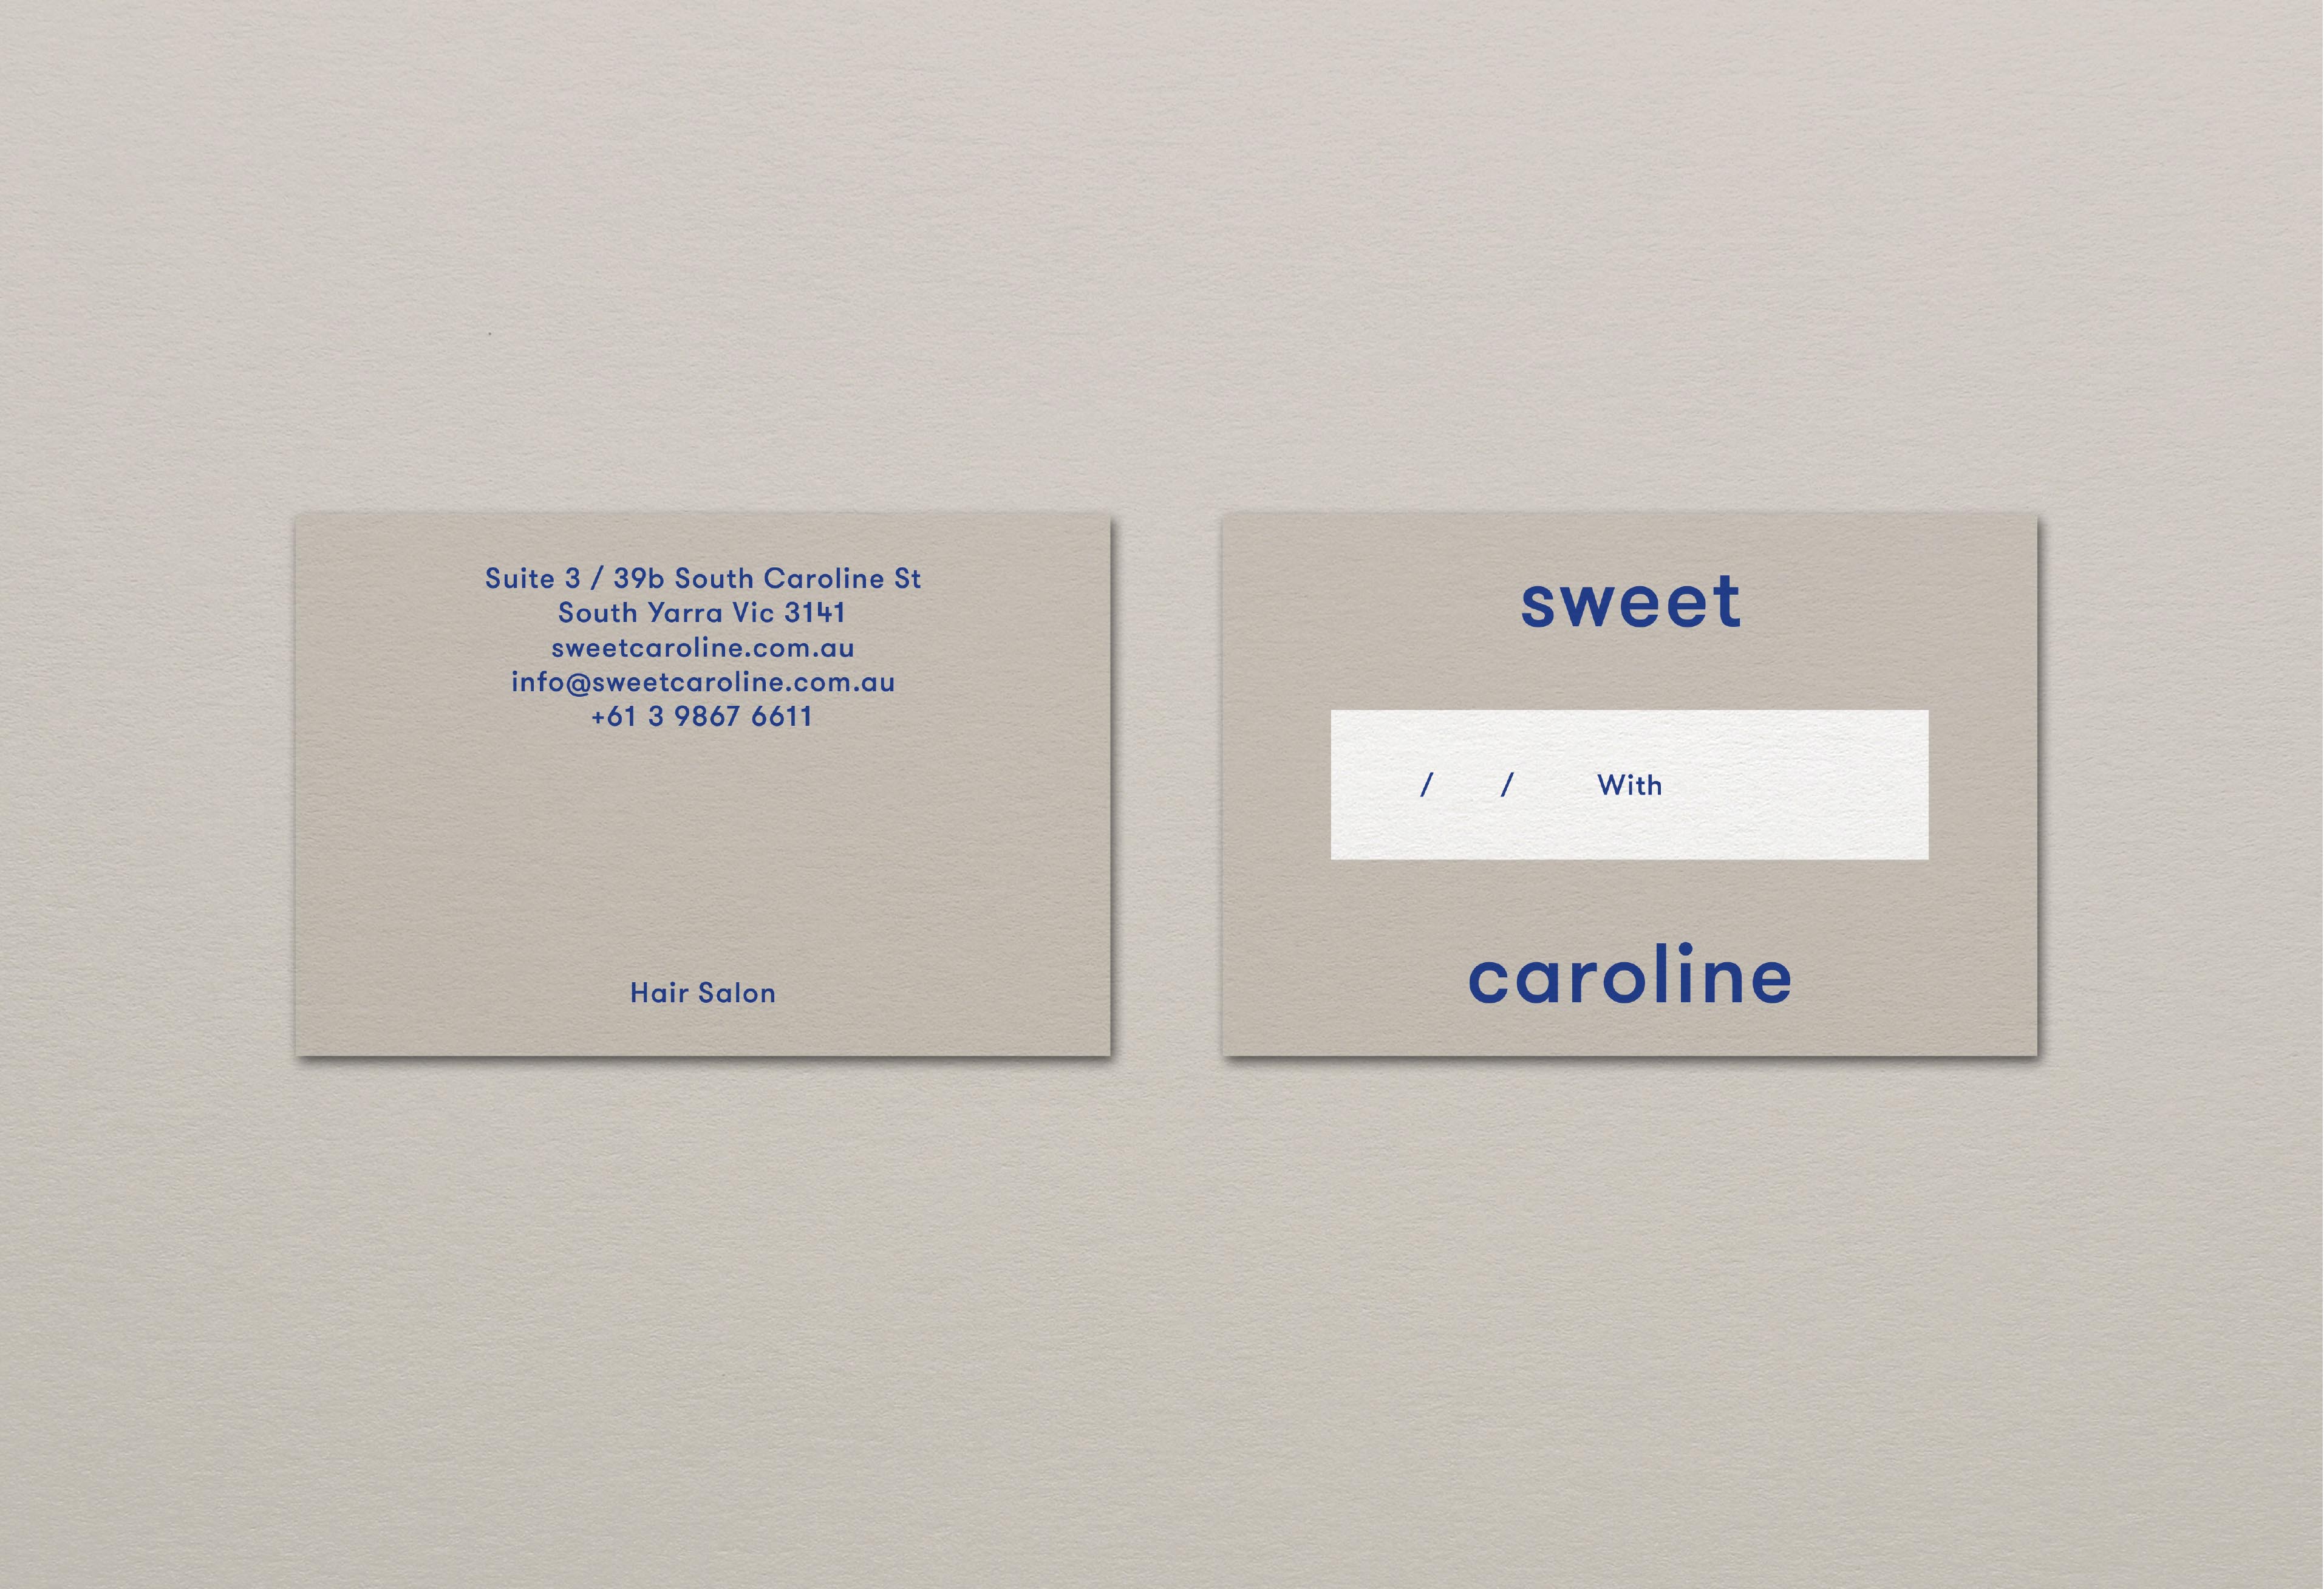 Suite 3 / 39b South Caroline St
South Yarra Vic 3141
sweetcaroline.com.au
info@sweetcaroline.com.au
+61 3 9867 6611
Hair Salon
sweet
/ / With
caroline